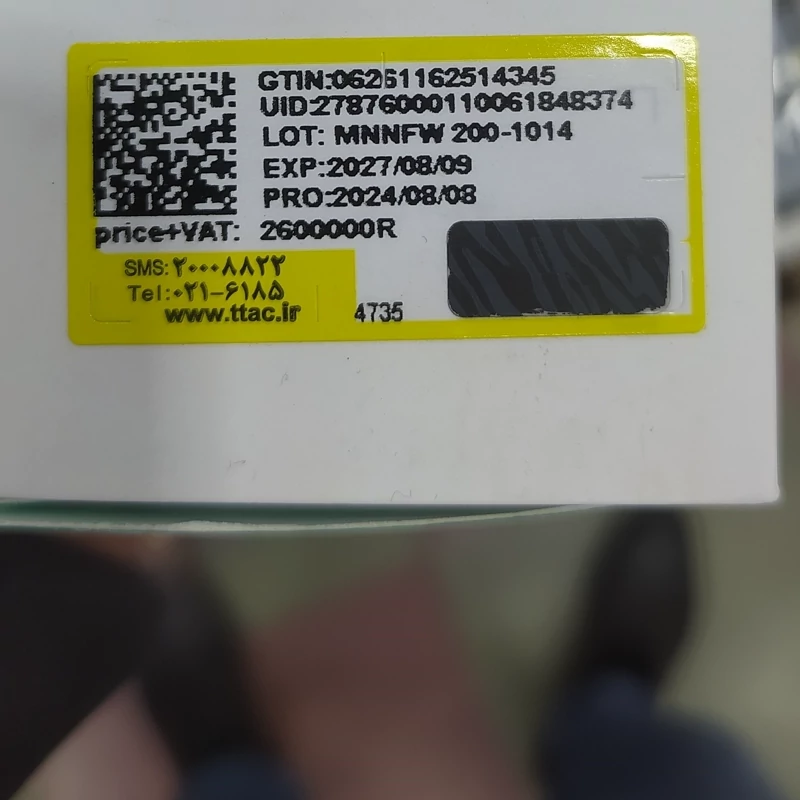 GTIN:06261162514345
UID:27876000110061848374
LOT: MNNFW 200-1014
EXP:2027/08/09
PRO:2024/08/08
price+VAT: 2600000R
SMS:۲۰۰۰۸۸۲۲
Tel:۰۲۱-۶۱۸۵
www.ttac.ir
4735